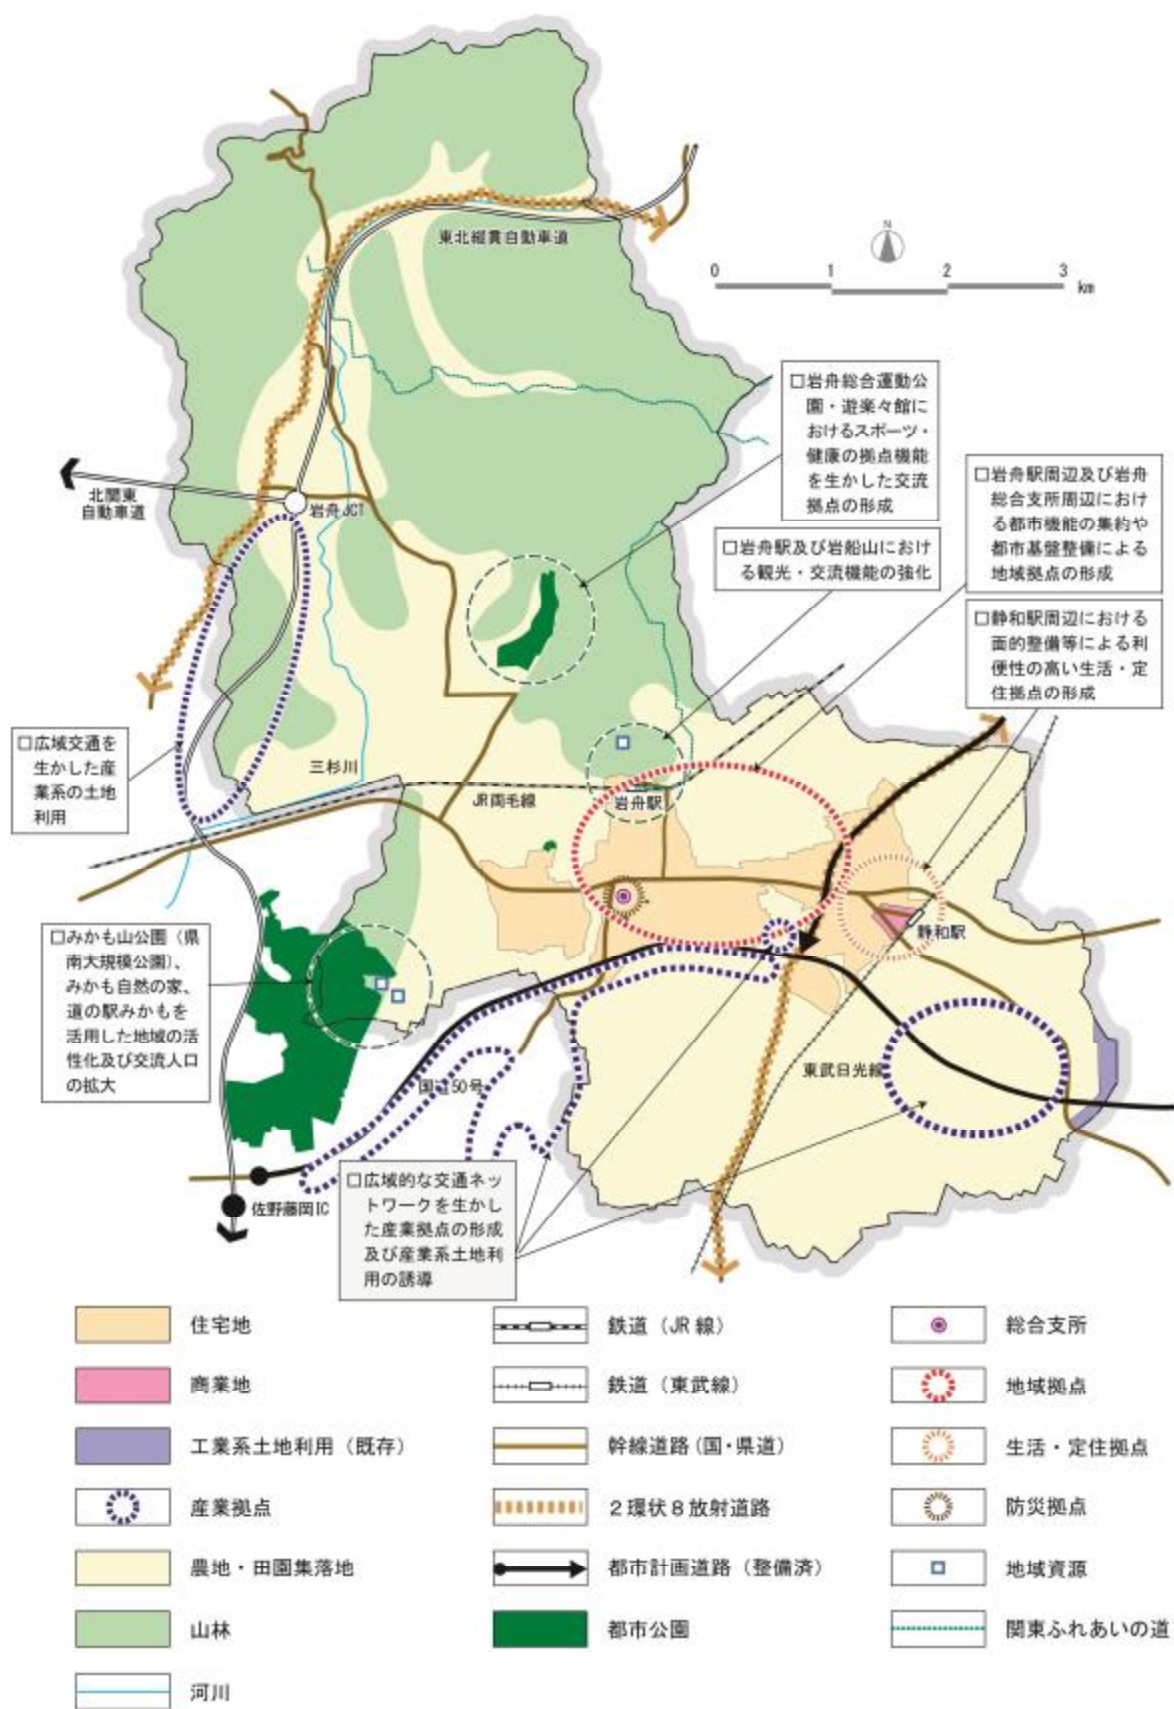 N
0
1
2
3
km
東北縦貫自動車道
□岩舟総合運動公
園・遊楽々館に
おけるスポーツ・
健康の拠点機能
を生かした交流
拠点の形成
□岩舟駅周辺及び岩舟
総合支所周辺におけ
る都市機能の集約や
都市基盤整備による
地域拠点の形成
北関東
自動車道
岩舟JCT
□岩舟駅及び岩船山におけ
る観光・交流機能の強化
□静和駅周辺における
面的整備等による利
便性の高い生活・定
住拠点の形成
□広域交通を
生かした産
業系の土地
利用
三杉川
JR両毛線
岩舟駅
静和駅
□みかも山公園（県
南大規模公園）、
みかも自然の家、
道の駅みかもを
活用した地域の活
性化及び交流人口
の拡大
国道50号
東武日光線
佐野藤岡IC
□広域的な交通ネッ
トワークを生かし
た産業拠点の形成
及び産業系土地利
用の誘導
住宅地
鉄道（JR線）
総合支所
商業地
鉄道（東武線）
地域拠点
工業系土地利用（既存）
幹線道路（国・県道）
生活・定住拠点
産業拠点
２環状８放射道路
防災拠点
農地・田園集落地
都市計画道路（整備済）
地域資源
山林
都市公園
関東ふれあいの道
河川